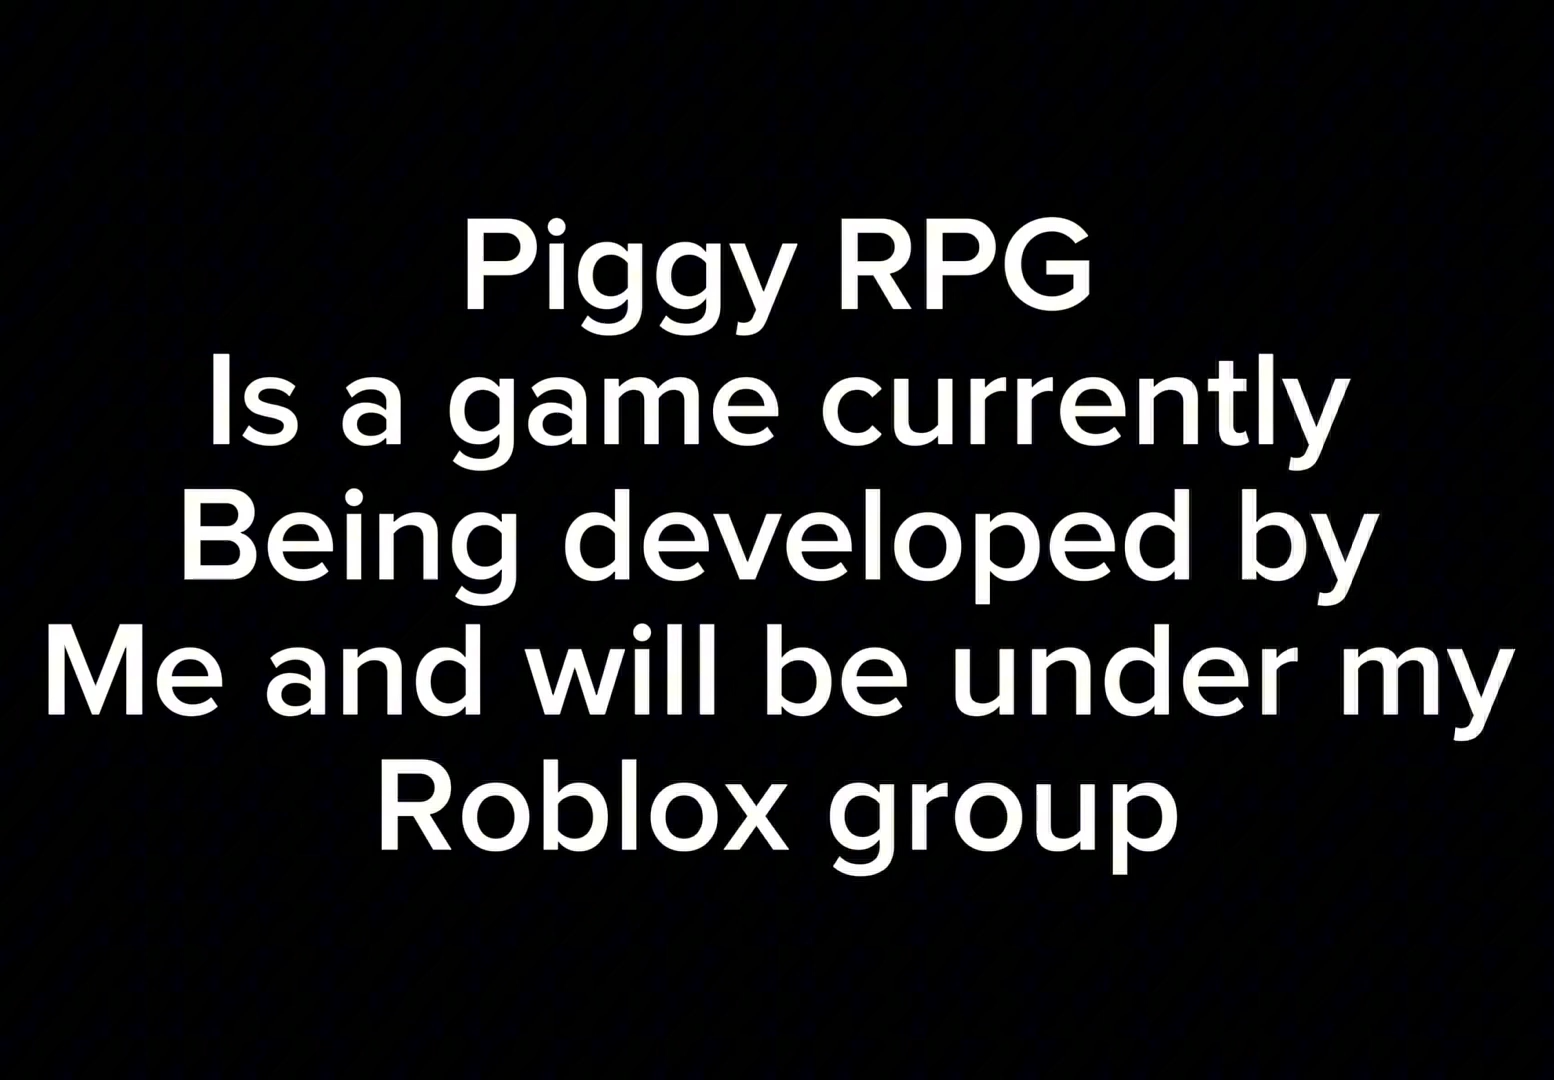 Piggy RPG
Is a game currently
Being developed by
Me and will be under my
Roblox group